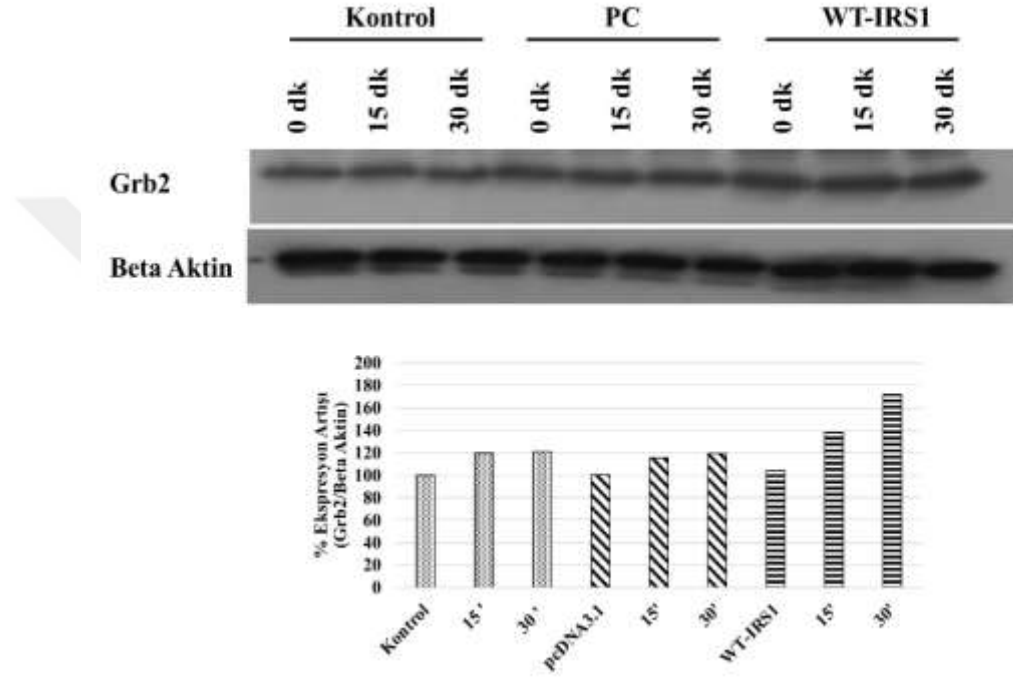 Kontrol PC WT-IRS1
0 dk 15 dk 30 dk 0 dk 15 dk 30 dk 0 dk 15 dk 30 dk
Grb2
Beta Aktin
% Ekspresyon Artışı
(Grb2/Beta Aktin)
200
180
160
140
120
100
80
60
40
20
0
Kontrol 15 ' 30 ' pcDNA3.1 15' 30' WT-IRS1 15' 30'